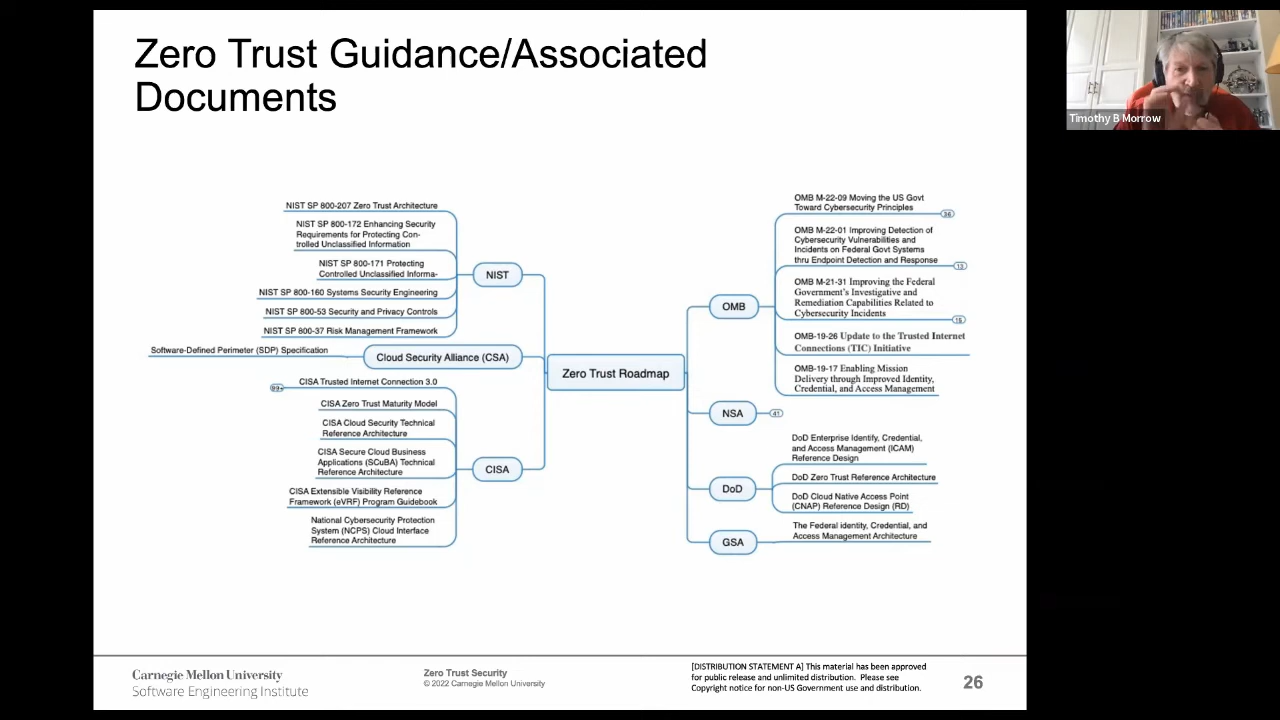 Zero Trust Guidance/Associated
Documents
Timothy B Morrow
NIST SP 800-207 Zero Trust Architecture
NIST SP 800-172 Enhancing Security
Requirements for Protecting Con-
trolled Unclassified Information
NIST SP 800-171 Protecting
Controlled Unclassified Informa-
NIST SP 800-160 Systems Security Engineering
NIST SP 800-53 Security and Privacy Controls
NIST SP 800-37 Risk Management Framework
NIST
Software-Defined Perimeter (SDP) Specification
Cloud Security Alliance (CSA)
CISA Trusted Internet Connection 3.0
99+
CISA Zero Trust Maturity Model
CISA Cloud Security Technical
Reference Architecture
CISA Secure Cloud Business
Applications (SCuBA) Technical
Reference Architecture
CISA Extensible Visibility Reference
Framework (eVRF) Program Guidebook
National Cybersecurity Protection
System (NCPS) Cloud Interface
Reference Architecture
CISA
Zero Trust Roadmap
OMB
OMB M-22-09 Moving the US Govt
Toward Cybersecurity Principles
36
OMB M-22-01 Improving Detection of
Cybersecurity Vulnerabilities and
Incidents on Federal Govt Systems
thru Endpoint Detection and Response
13
OMB M-21-31 Improving the Federal
Government's Investigative and
Remediation Capabilities Related to
Cybersecurity Incidents
15
OMB-19-26 Update to the Trusted Internet
Connections (TIC) Initiative
OMB-19-17 Enabling Mission
Delivery through Improved Identity,
Credential, and Access Management
NSA
41
DoD
DoD Enterprise Identify, Credential,
and Access Management (ICAM)
Reference Design
DoD Zero Trust Reference Architecture
DoD Cloud Native Access Point
(CNAP) Reference Design (RD)
GSA
The Federal identity, Credential, and
Access Management Architecture
Carnegie Mellon University
Software Engineering Institute
Zero Trust Security
© 2022 Carnegie Mellon University
[DISTRIBUTION STATEMENT A] This material has been approved
for public release and unlimited distribution. Please see
Copyright notice for non-US Government use and distribution.
26